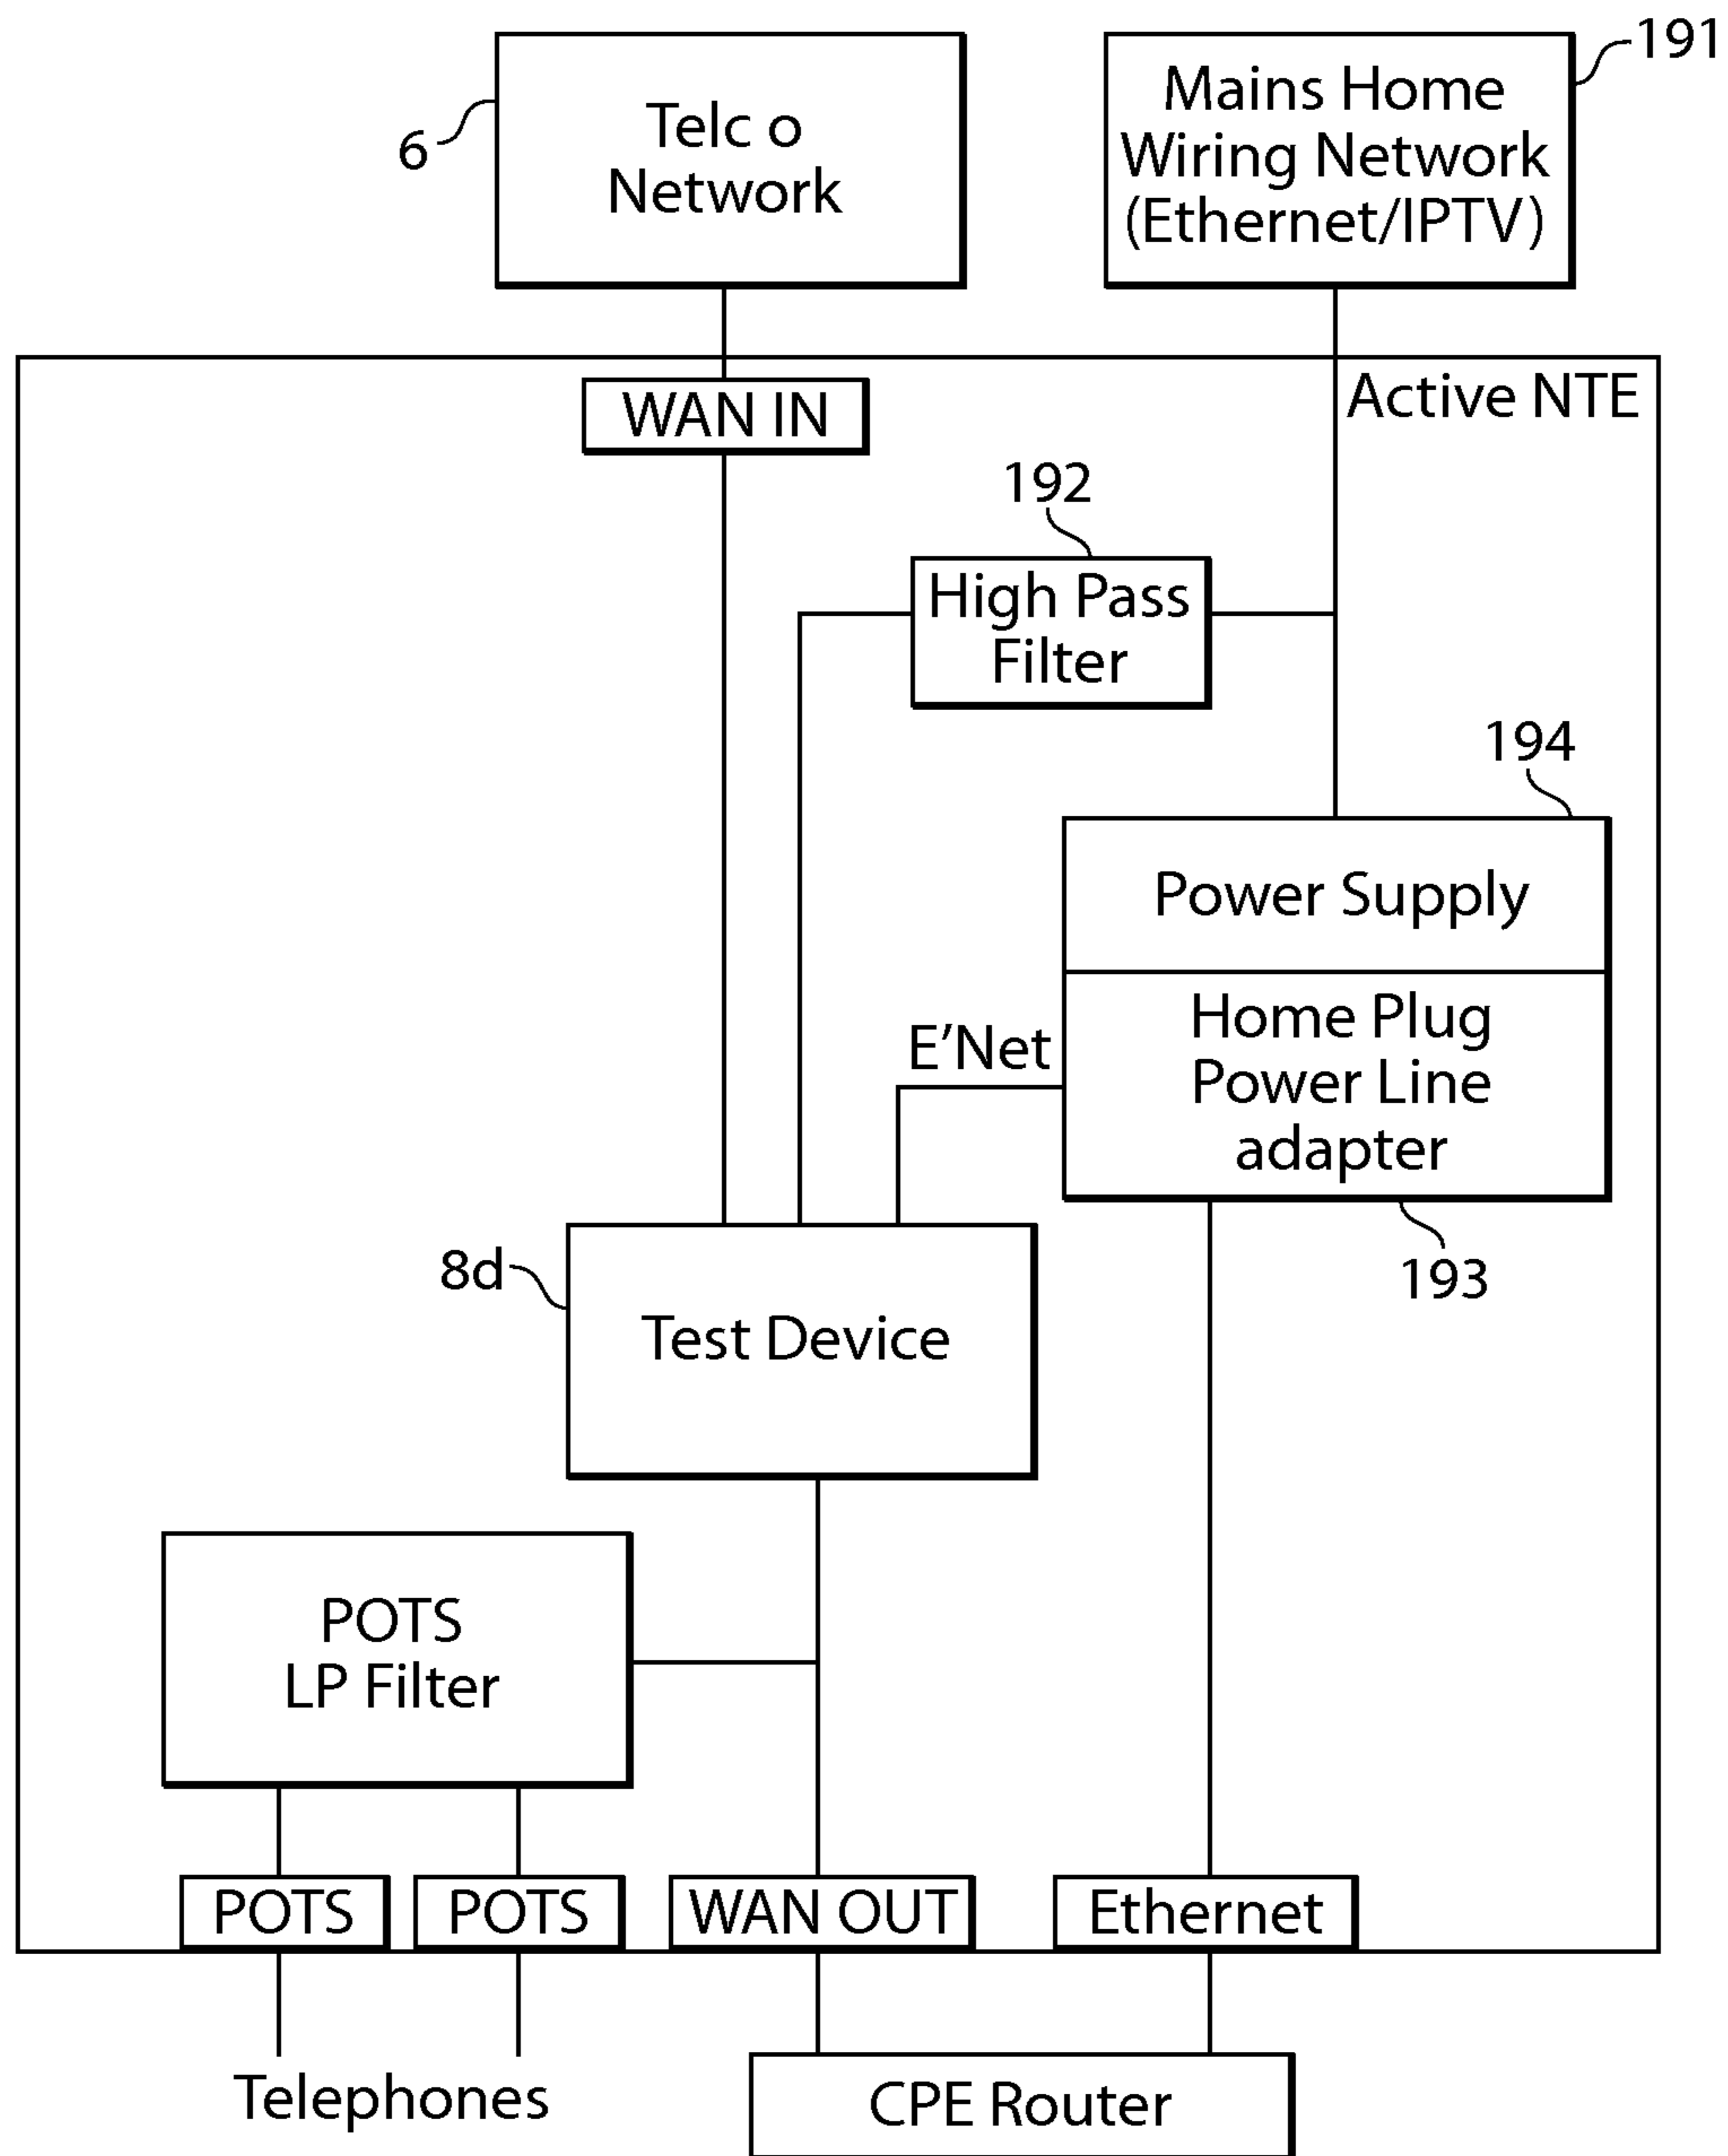 191
6
Telc o
Network
Mains Home
Wiring Network
(Ethernet/IPTV)
WAN IN
Active NTE
192
High Pass
Filter
194
Power Supply
Home Plug
Power Line
adapter
E'Net
193
8d
Test Device
POTS
LP Filter
POTS
POTS
WAN OUT
Ethernet
Telephones
CPE Router